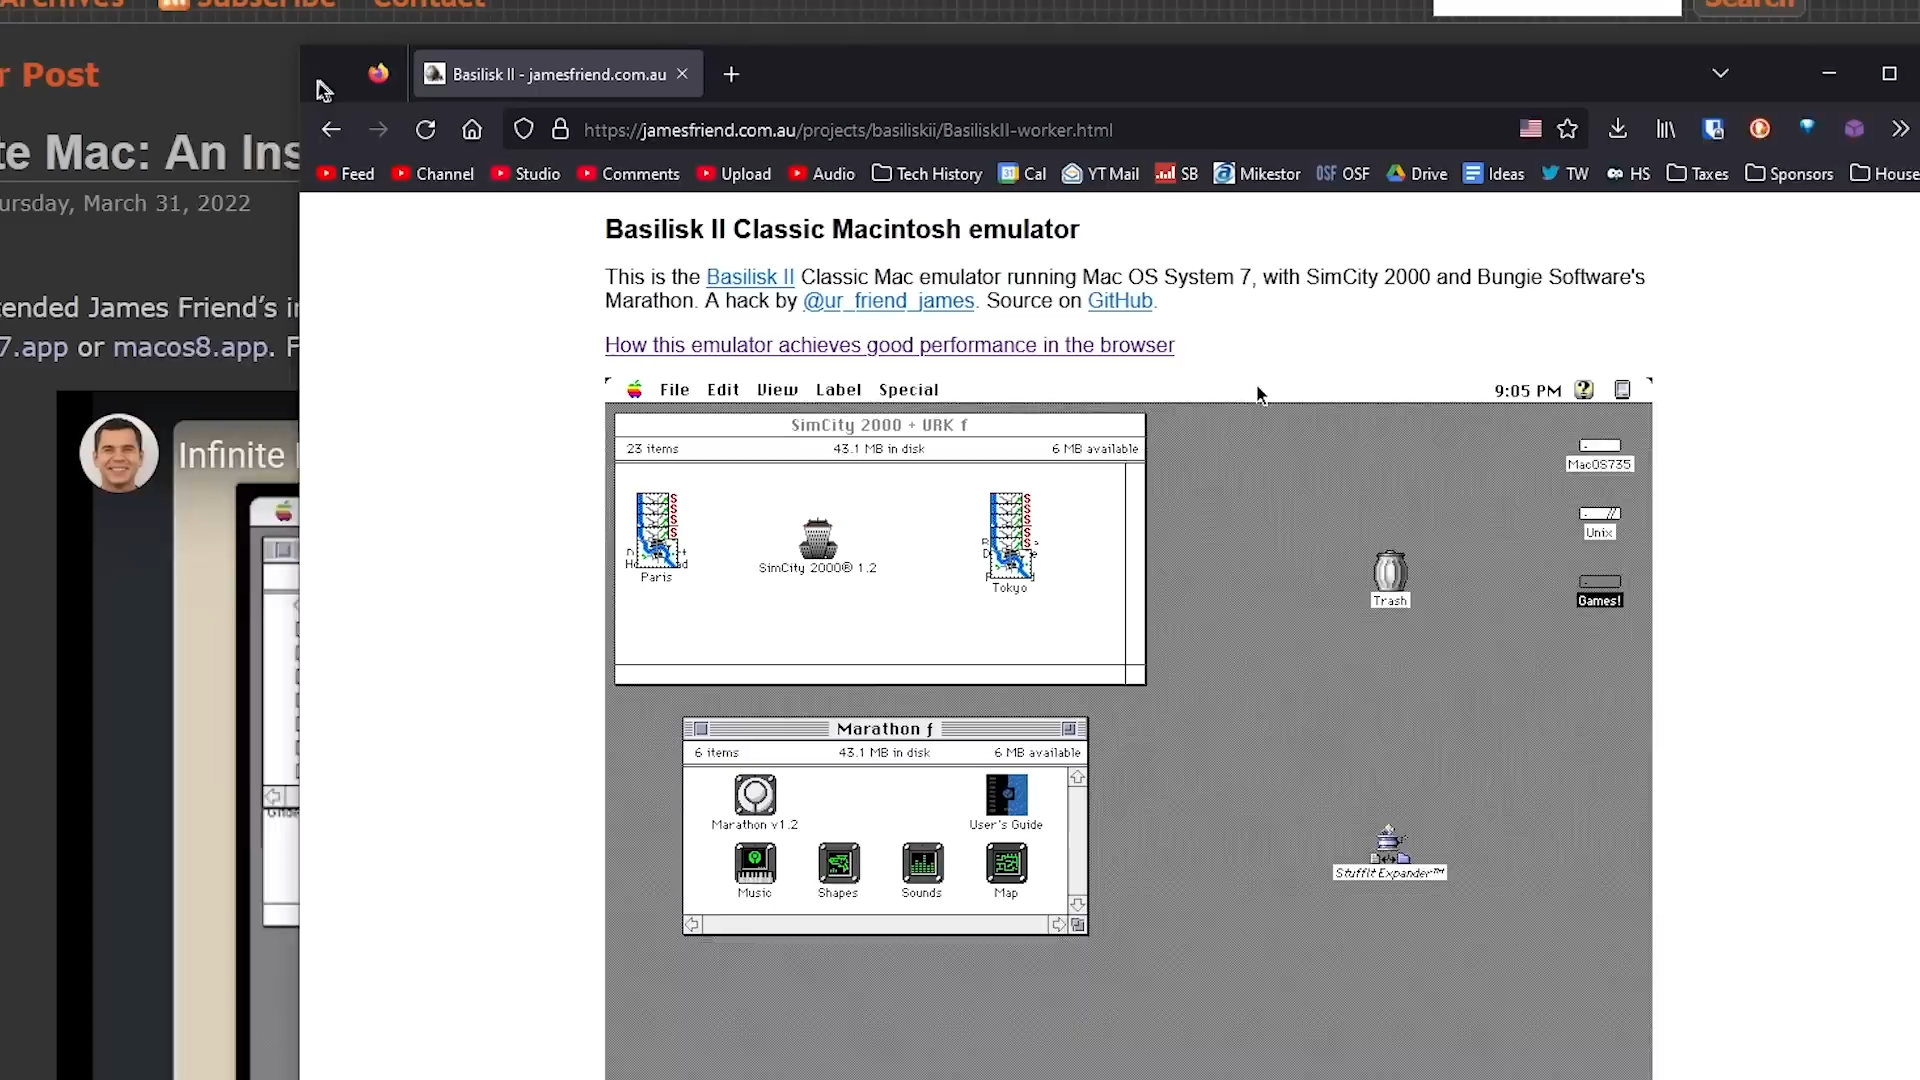 Archives Subscribe Contact
Search
r Post
te Mac: An Ins
ursday, March 31, 2022
tended James Friend's in
7.app or macos8.app. F
Infinite
Basilisk II - jamesfriend.com.au
https://jamesfriend.com.au/projects/basiliskii/BasiliskII-worker.html
Feed Channel Studio Comments Upload Audio Tech History Cal YT Mail SB Mikestor OSF OSF Drive Ideas TW HS Taxes Sponsors House
Basilisk II Classic Macintosh emulator
This is the Basilisk II Classic Mac emulator running Mac OS System 7, with SimCity 2000 and Bungie Software's
Marathon. A hack by @ur_friend_james. Source on GitHub.
How this emulator achieves good performance in the browser
File Edit View Label Special 9:05 PM
SimCity 2000 + URK f
23 items 43.1 MB in disk 6 MB available
Paris
SimCity 2000® 1.2
Tokyo
MacOS735
Unix
Games!
Trash
Marathon ƒ
6 items 43.1 MB in disk 6 MB available
Marathon v1.2 User's Guide
Music Shapes Sounds Map
StuffIt Expander™